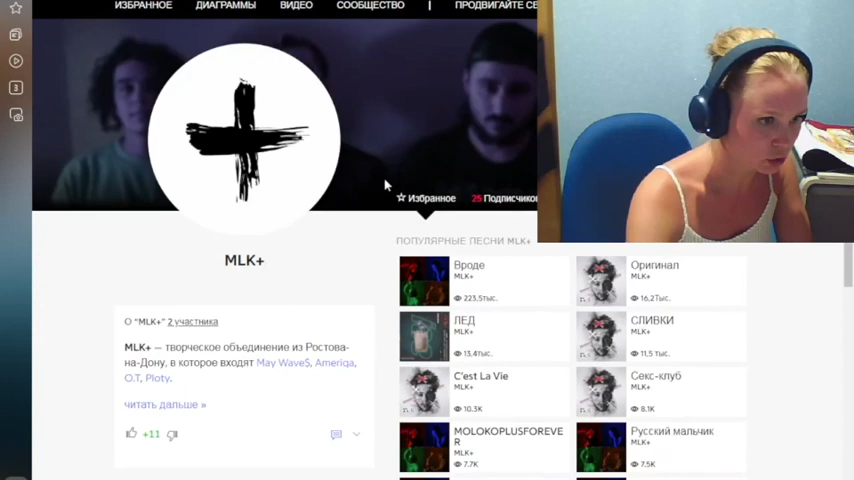 ИЗБРАННОЕ ДИАГРАММЫ ВИДЕО СООБЩЕСТВО | ПРОДВИГАЙТЕ СВ
3
☆ Избранное 25 Подписчиков
MLK+
О "MLK+" 2 участника
MLK+ — творческое объединение из Ростова-
на-Дону, в которое входят May Wave$, Ameriqa,
O.T, Ploty.
читать дальше »
+11
ПОПУЛЯРНЫЕ ПЕСНИ MLK+
Вроде
MLK+
223,5тыс.
Оригинал
MLK+
16,2Тыс.
ЛЕД
MLK+
13,4тыс.
СЛИВКИ
MLK+
11,5 тыс.
C'est La Vie
MLK+
10.3K
Секс-клуб
MLK+
8.1K
MOLOKOPLUSFOREVE
R
MLK+
7.7K
Русский мальчик
MLK+
7.5K